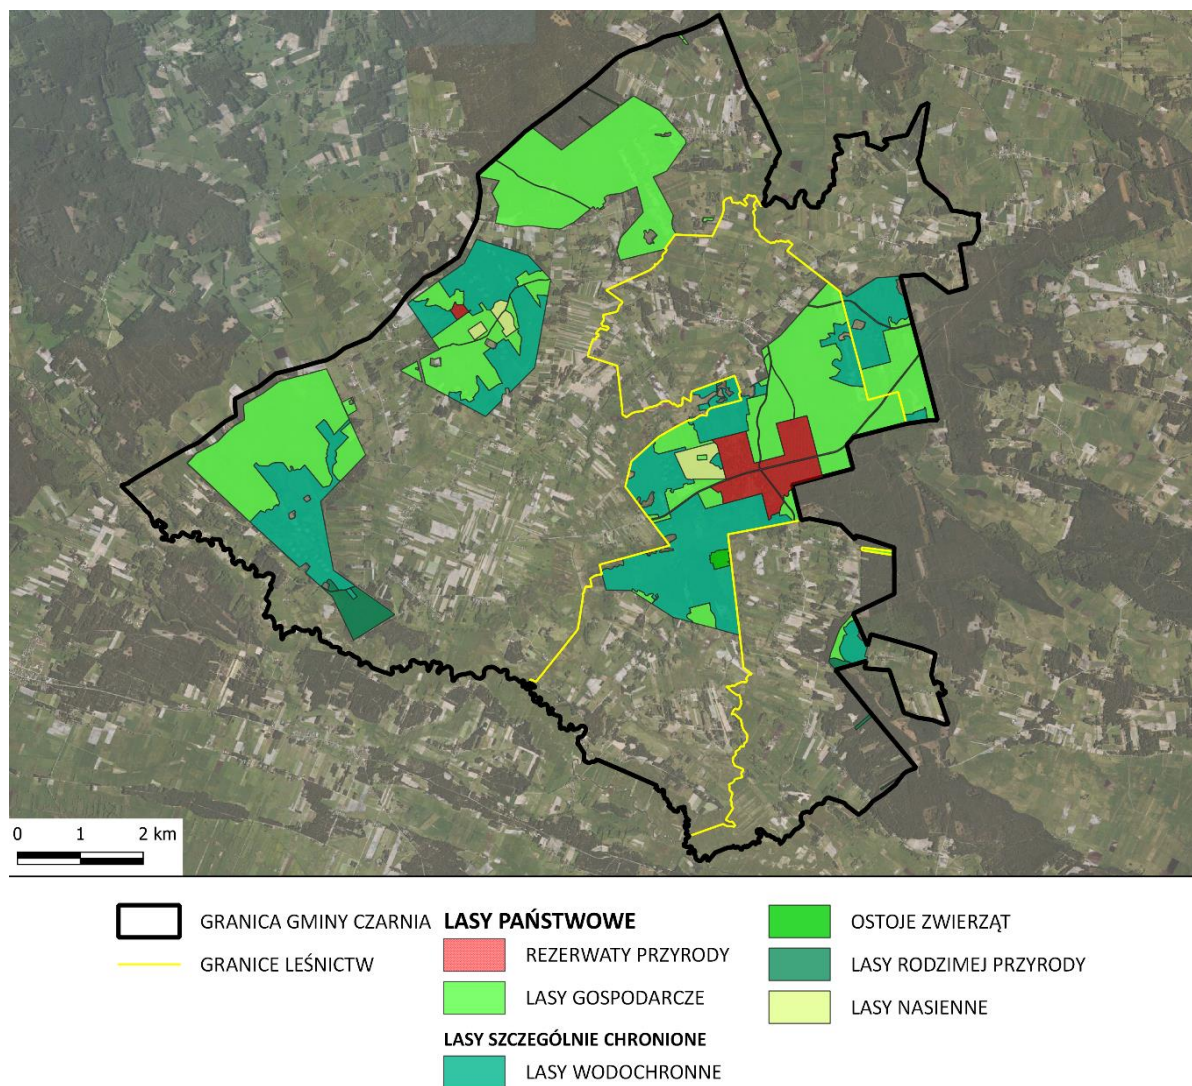 0 1 2 km
GRANICA GMINY CZARNIA
GRANICE LEŚNICTW
LASY PAŃSTWOWE
REZERWATY PRZYRODY
LASY GOSPODARCZE
LASY SZCZEGÓLNIE CHRONIONE
LASY WODOCHRONNE
OSTOJE ZWIERZĄT
LASY RODZIMEJ PRZYRODY
LASY NASIENNE